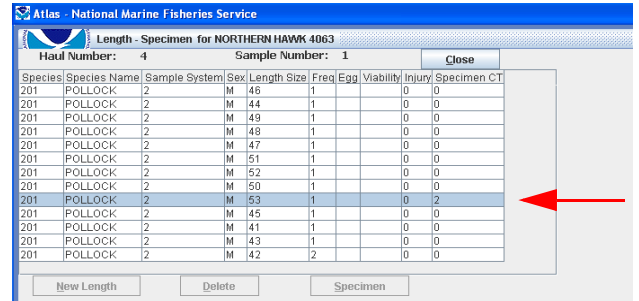 Atlas - National Marine Fisheries Service
Length - Specimen for NORTHERN HAWK 4063
Haul Number: 4 Sample Number: 1 Close
Species Species Name Sample System Sex Length Size Freq Egg Viability Injury Specimen CT
201 POLLOCK 2 M 46 1 0 0
201 POLLOCK 2 M 44 1 0 0
201 POLLOCK 2 M 49 1 0 0
201 POLLOCK 2 M 48 1 0 0
201 POLLOCK 2 M 47 1 0 0
201 POLLOCK 2 M 51 1 0 0
201 POLLOCK 2 M 52 1 0 0
201 POLLOCK 2 M 50 1 0 0
201 POLLOCK 2 M 53 1 0 2
201 POLLOCK 2 M 45 1 0 0
201 POLLOCK 2 M 41 1 0 0
201 POLLOCK 2 M 43 1 0 0
201 POLLOCK 2 M 42 2 0 0
New Length Delete Specimen